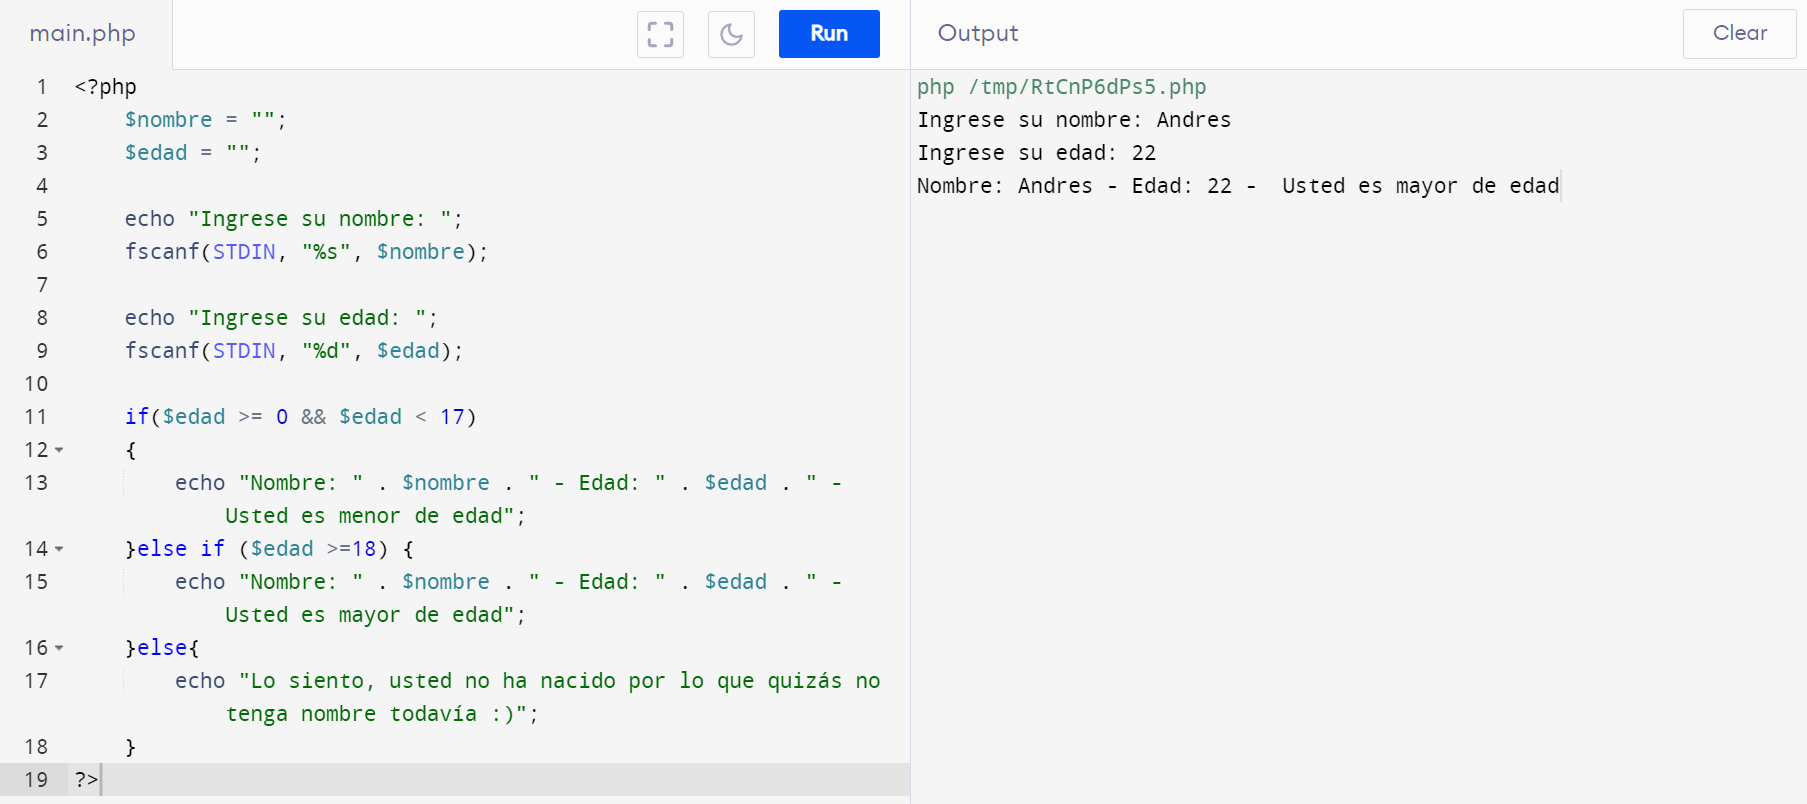 main.php
Run
Output
Clear
1 <?php
2     $nombre = "";
3     $edad = "";
4
5     echo "Ingrese su nombre: ";
6     fscanf(STDIN, "%s", $nombre);
7
8     echo "Ingrese su edad: ";
9     fscanf(STDIN, "%d", $edad);
10
11     if($edad >= 0 && $edad < 17)
12     {
13         echo "Nombre: " . $nombre . " - Edad: " . $edad . " -
Usted es menor de edad";
14     }else if ($edad >=18) {
15         echo "Nombre: " . $nombre . " - Edad: " . $edad . " -
Usted es mayor de edad";
16     }else{
17         echo "Lo siento, usted no ha nacido por lo que quizás no
tenga nombre todavía :)";
18     }
19 ?>
php /tmp/RtCnP6dPs5.php
Ingrese su nombre: Andres
Ingrese su edad: 22
Nombre: Andres - Edad: 22 -  Usted es mayor de edad